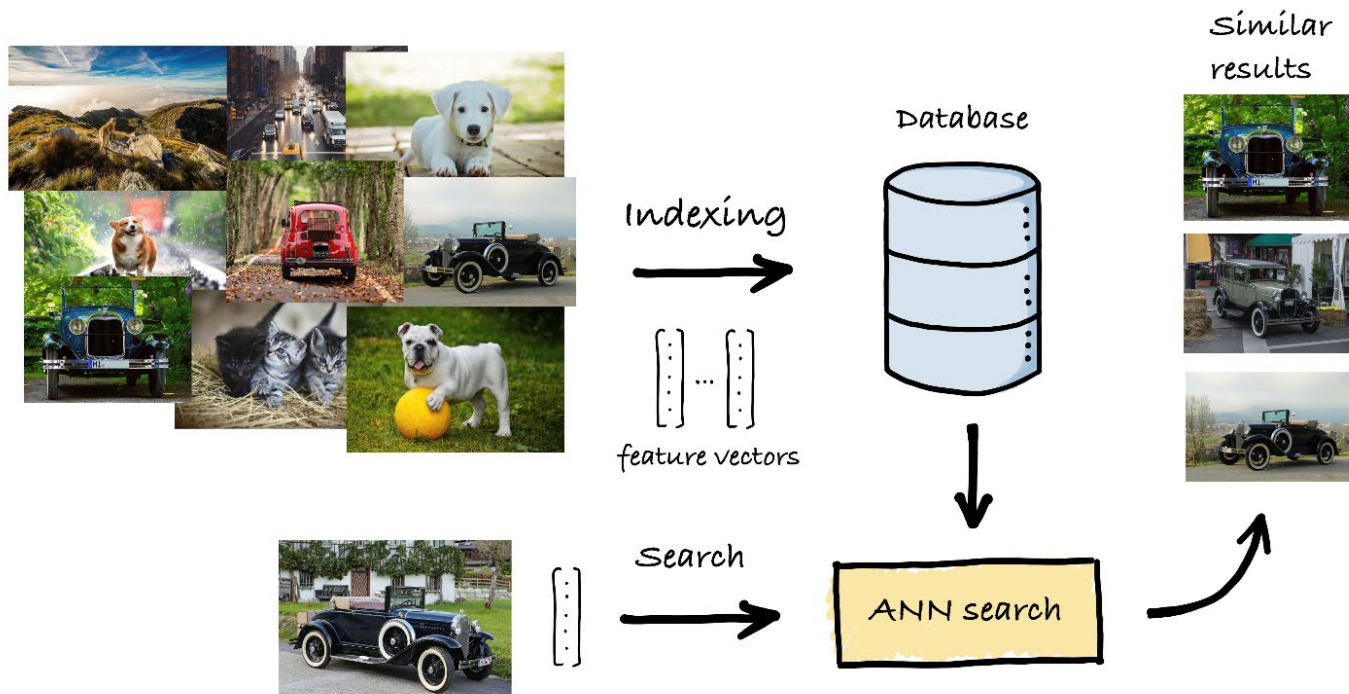 Similar
results
Database
Indexing
feature vectors
Search
ANN search